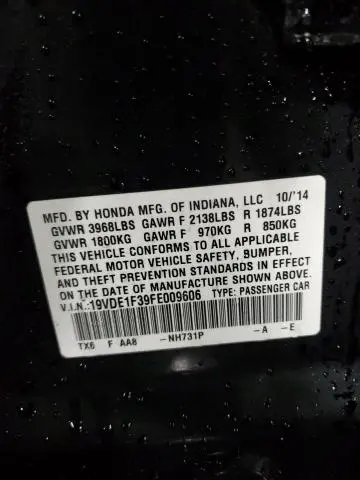 MFD. BY HONDA MFG. OF INDIANA, LLC 10/'14
GVWR 3968LBS GAWR F 2138LBS R 1874LBS
GVWR 1800KG GAWR F 970KG R 850KG
THIS VEHICLE CONFORMS TO ALL APPLICABLE
FEDERAL MOTOR VEHICLE SAFETY, BUMPER,
AND THEFT PREVENTION STANDARDS IN EFFECT
ON THE DATE OF MANUFACTURE SHOWN ABOVE.
V.I.N.:19VDE1F39FE009606 TYPE: PASSENGER CAR
TX6 F AA8 -NH731P -A -E